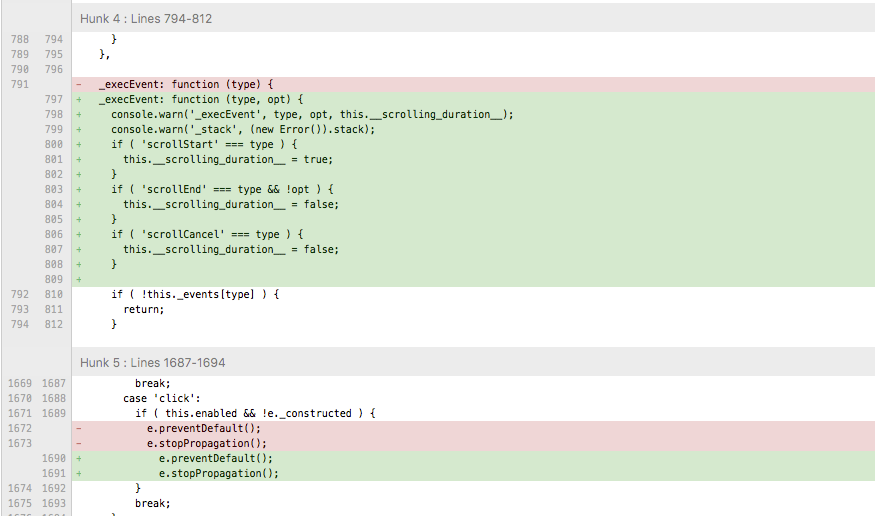 Hunk 4 : Lines 794-812
788 794 }
789 795 },
790 796
791 - _execEvent: function (type) {
797 + _execEvent: function (type, opt) {
798 + console.warn('_execEvent', type, opt, this.__scrolling_duration__);
799 + console.warn('_stack', (new Error()).stack);
800 + if ( 'scrollStart' === type ) {
801 + this.__scrolling_duration__ = true;
802 + }
803 + if ( 'scrollEnd' === type && !opt ) {
804 + this.__scrolling_duration__ = false;
805 + }
806 + if ( 'scrollCancel' === type ) {
807 + this.__scrolling_duration__ = false;
808 + }
809 +
792 810 if ( !this._events[type] ) {
793 811 return;
794 812 }
Hunk 5 : Lines 1687-1694
1669 1687 break;
1670 1688 case 'click':
1671 1689 if ( this.enabled && !e._constructed ) {
1672 - e.preventDefault();
1673 - e.stopPropagation();
1690 + e.preventDefault();
1691 + e.stopPropagation();
1674 1692 }
1675 1693 break;